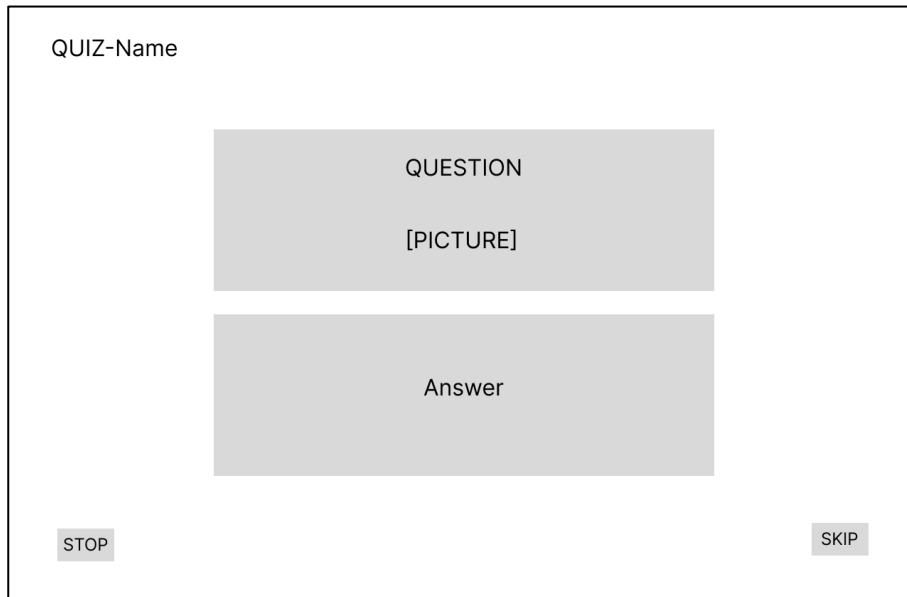 QUIZ-Name
QUESTION
[PICTURE]
Answer
STOP
SKIP